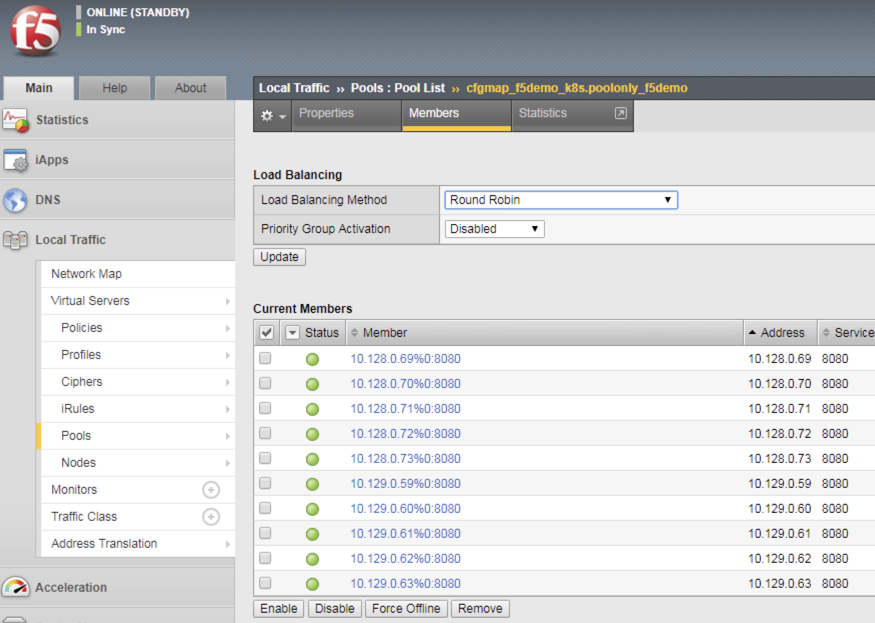 f5
ONLINE (STANDBY)
In Sync
Main Help About
Statistics
iApps
DNS
Local Traffic
Network Map
Virtual Servers
Policies
Profiles
Ciphers
iRules
Pools
Nodes
Monitors
Traffic Class
Address Translation
Acceleration
Local Traffic ›› Pools : Pool List ›› cfgmap_f5demo_k8s.poolonly_f5demo
Properties Members Statistics
Load Balancing
Load Balancing Method Round Robin
Priority Group Activation Disabled
Update
Current Members
Status Member Address Service
10.128.0.69%0:8080 10.128.0.69 8080
10.128.0.70%0:8080 10.128.0.70 8080
10.128.0.71%0:8080 10.128.0.71 8080
10.128.0.72%0:8080 10.128.0.72 8080
10.128.0.73%0:8080 10.128.0.73 8080
10.129.0.59%0:8080 10.129.0.59 8080
10.129.0.60%0:8080 10.129.0.60 8080
10.129.0.61%0:8080 10.129.0.61 8080
10.129.0.62%0:8080 10.129.0.62 8080
10.129.0.63%0:8080 10.129.0.63 8080
Enable Disable Force Offline Remove